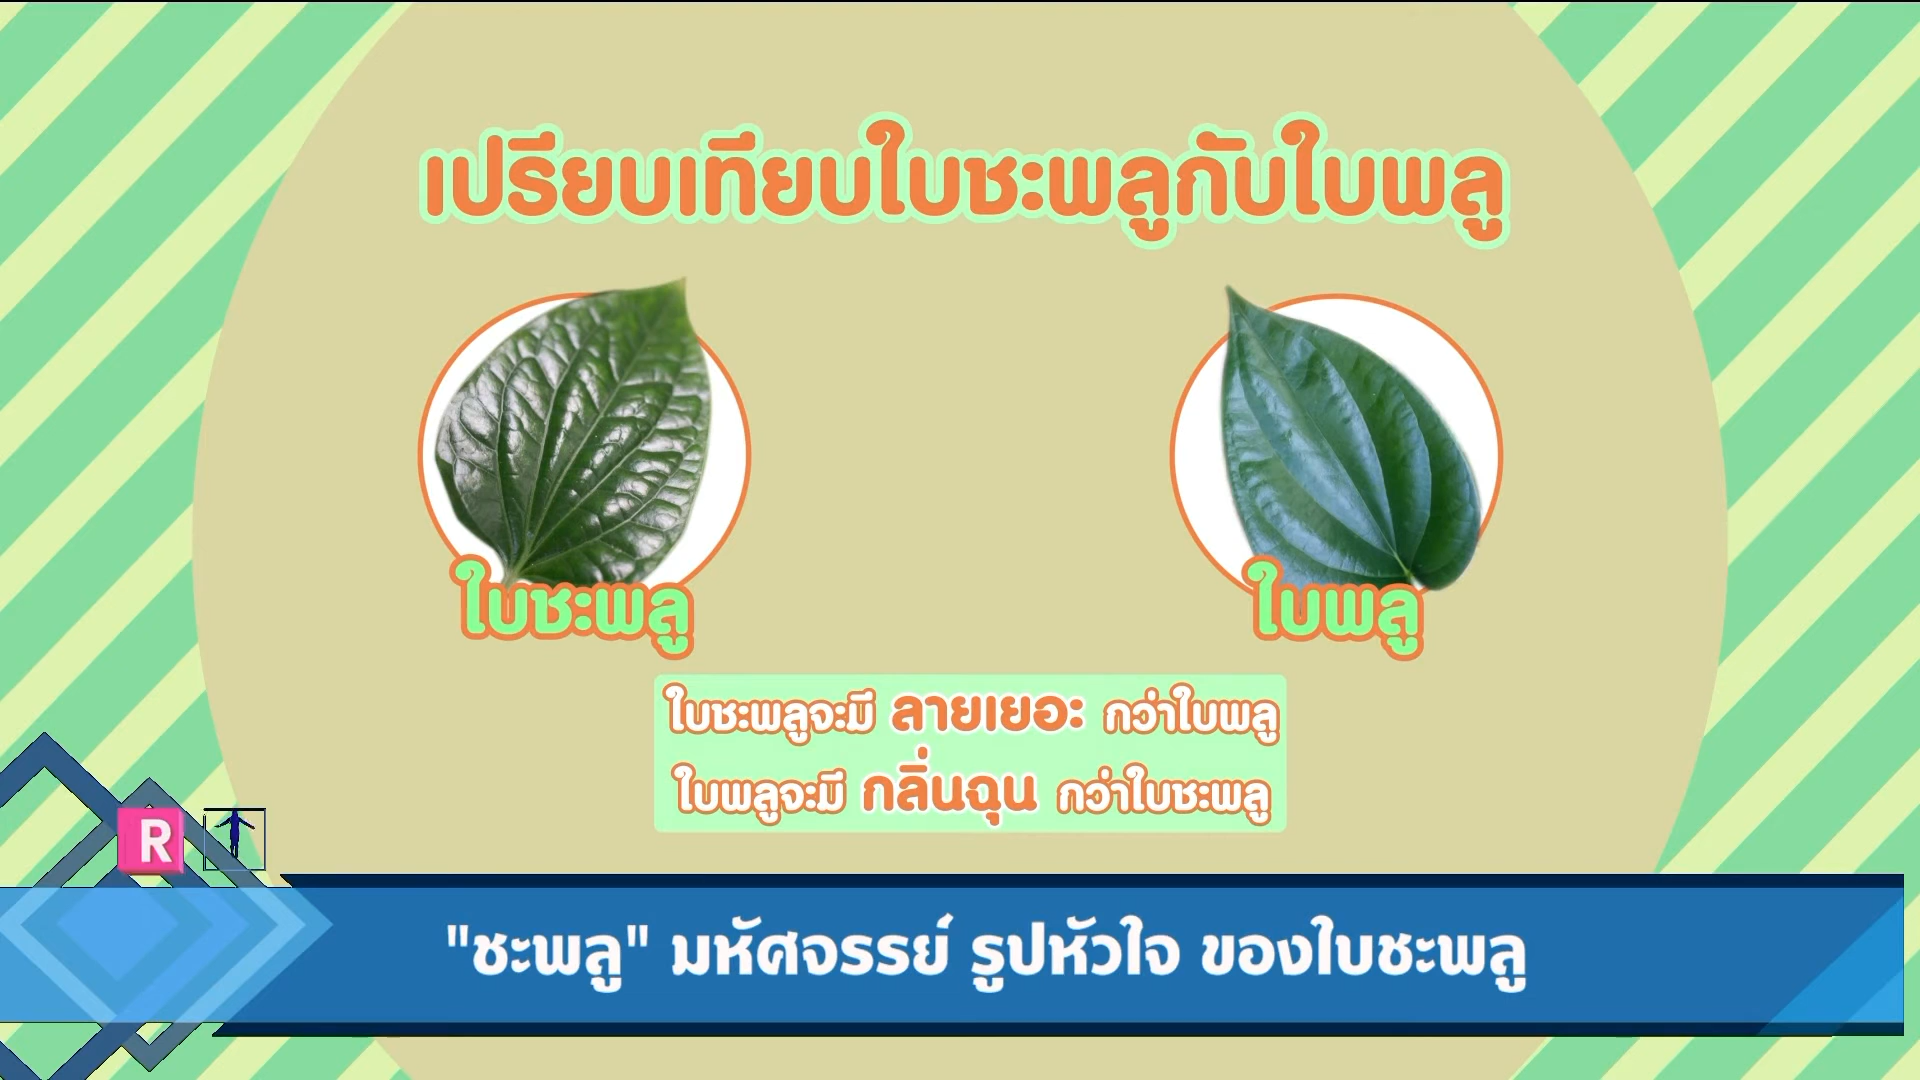 เปรียบเทียบใบชะพลูกับใบพลู
ใบชะพลู
ใบพลู
ใบชะพลูจะมี ลายเยอะ กว่าใบพลู
ใบพลูจะมี กลิ่นฉุน กว่าใบชะพลู
R
"ชะพลู" มหัศจรรย์ รูปหัวใจ ของใบชะพลู